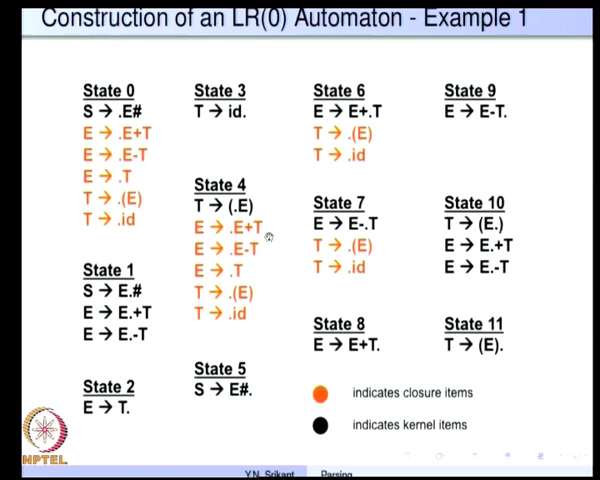 Construction of an LR(0) Automaton - Example 1
State 0
S → .E#
E → .E+T
E → .E-T
E → .T
T → .(E)
T → .id
State 1
S → E.#
E → E.+T
E → E.-T
State 2
E → T.
State 3
T → id.
State 4
T → (.E)
E → .E+T
E → .E-T
E → .T
T → .(E)
T → .id
State 5
S → E#.
State 6
E → E+.T
T → .(E)
T → .id
State 7
E → E-.T
T → .(E)
T → .id
State 8
E → E+T.
State 9
E → E-T.
State 10
T → (E.)
E → E.+T
E → E.-T
State 11
T → (E).
indicates closure items
indicates kernel items
NPTEL
Y.N. Srikant Parsing